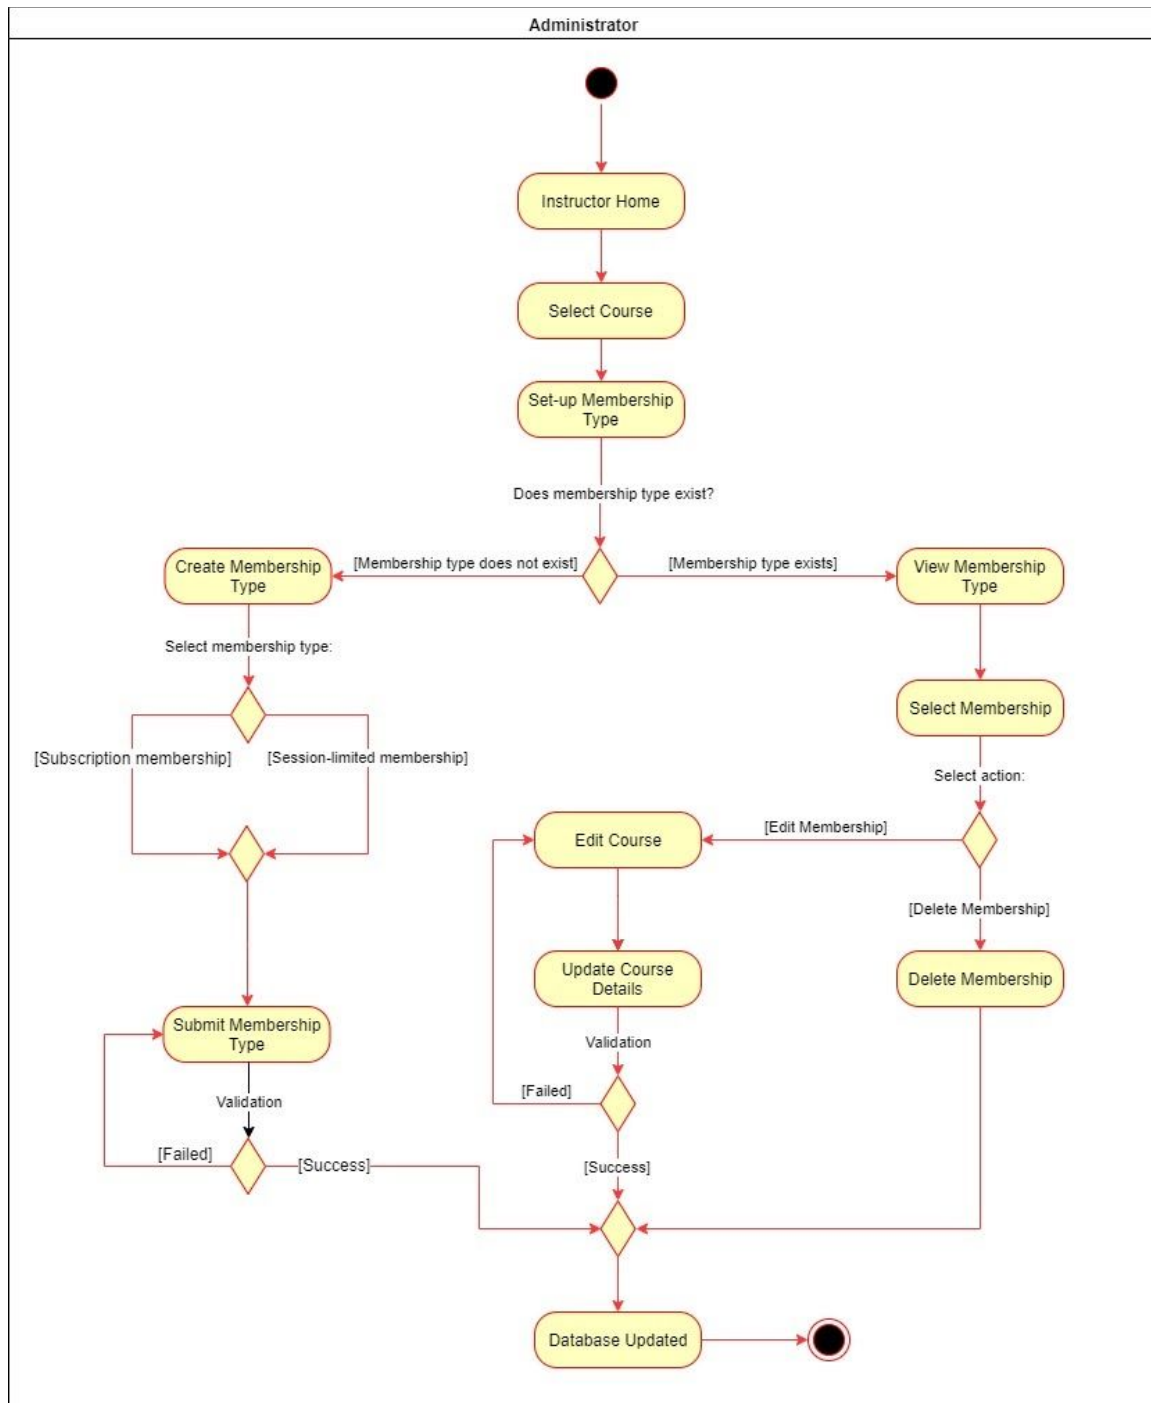 Administrator
Instructor Home
Select Course
Set-up Membership
Type
Does membership type exist?
Create Membership
Type
[Membership type does not exist]
[Membership type exists]
View Membership
Type
Select membership type:
Select Membership
[Subscription membership]
[Session-limited membership]
Select action:
Edit Course
[Edit Membership]
[Delete Membership]
Update Course
Details
Delete Membership
Submit Membership
Type
Validation
[Failed]
Validation
[Failed]
[Success]
[Success]
Database Updated